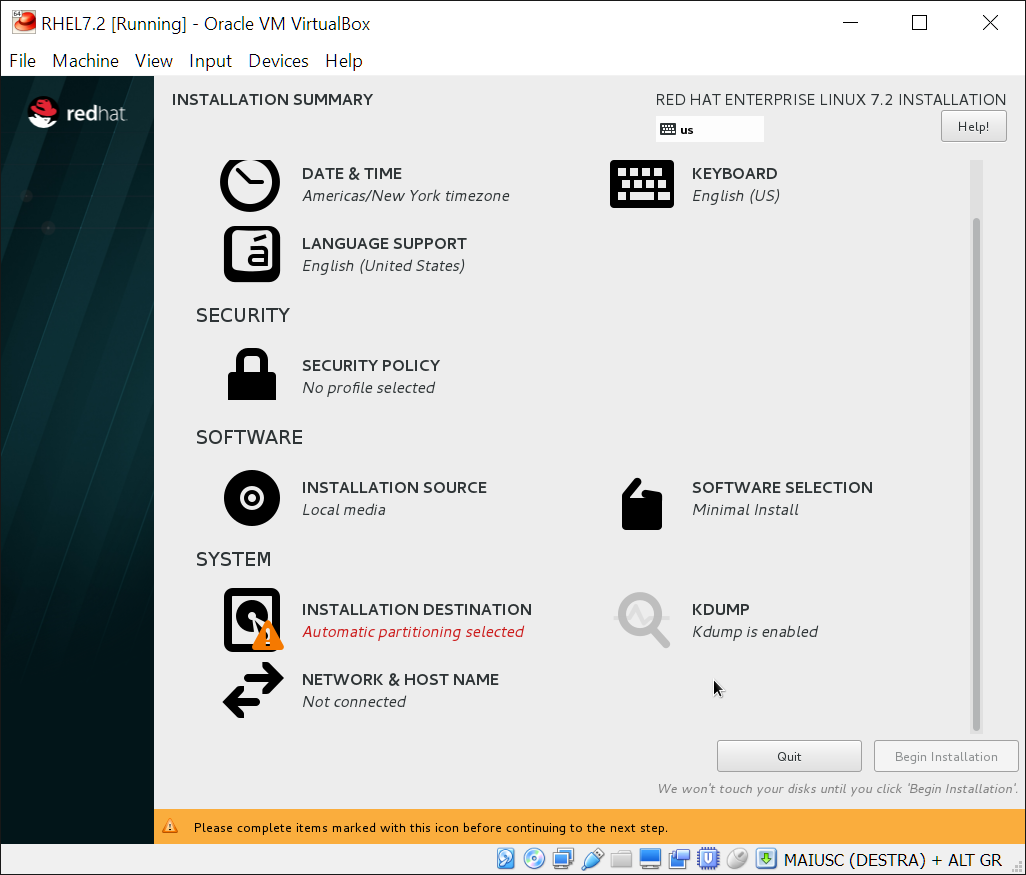 RHEL7.2 [Running] - Oracle VM VirtualBox
File Machine View Input Devices Help
redhat.
INSTALLATION SUMMARY
RED HAT ENTERPRISE LINUX 7.2 INSTALLATION
us
Help!
DATE & TIME
Americas/New York timezone
KEYBOARD
English (US)
á
LANGUAGE SUPPORT
English (United States)
SECURITY
SECURITY POLICY
No profile selected
SOFTWARE
INSTALLATION SOURCE
Local media
SOFTWARE SELECTION
Minimal Install
SYSTEM
INSTALLATION DESTINATION
Automatic partitioning selected
KDUMP
Kdump is enabled
NETWORK & HOST NAME
Not connected
Quit
Begin Installation
We won't touch your disks until you click 'Begin Installation'.
Please complete items marked with this icon before continuing to the next step.
MAIUSC (DESTRA) + ALT GR